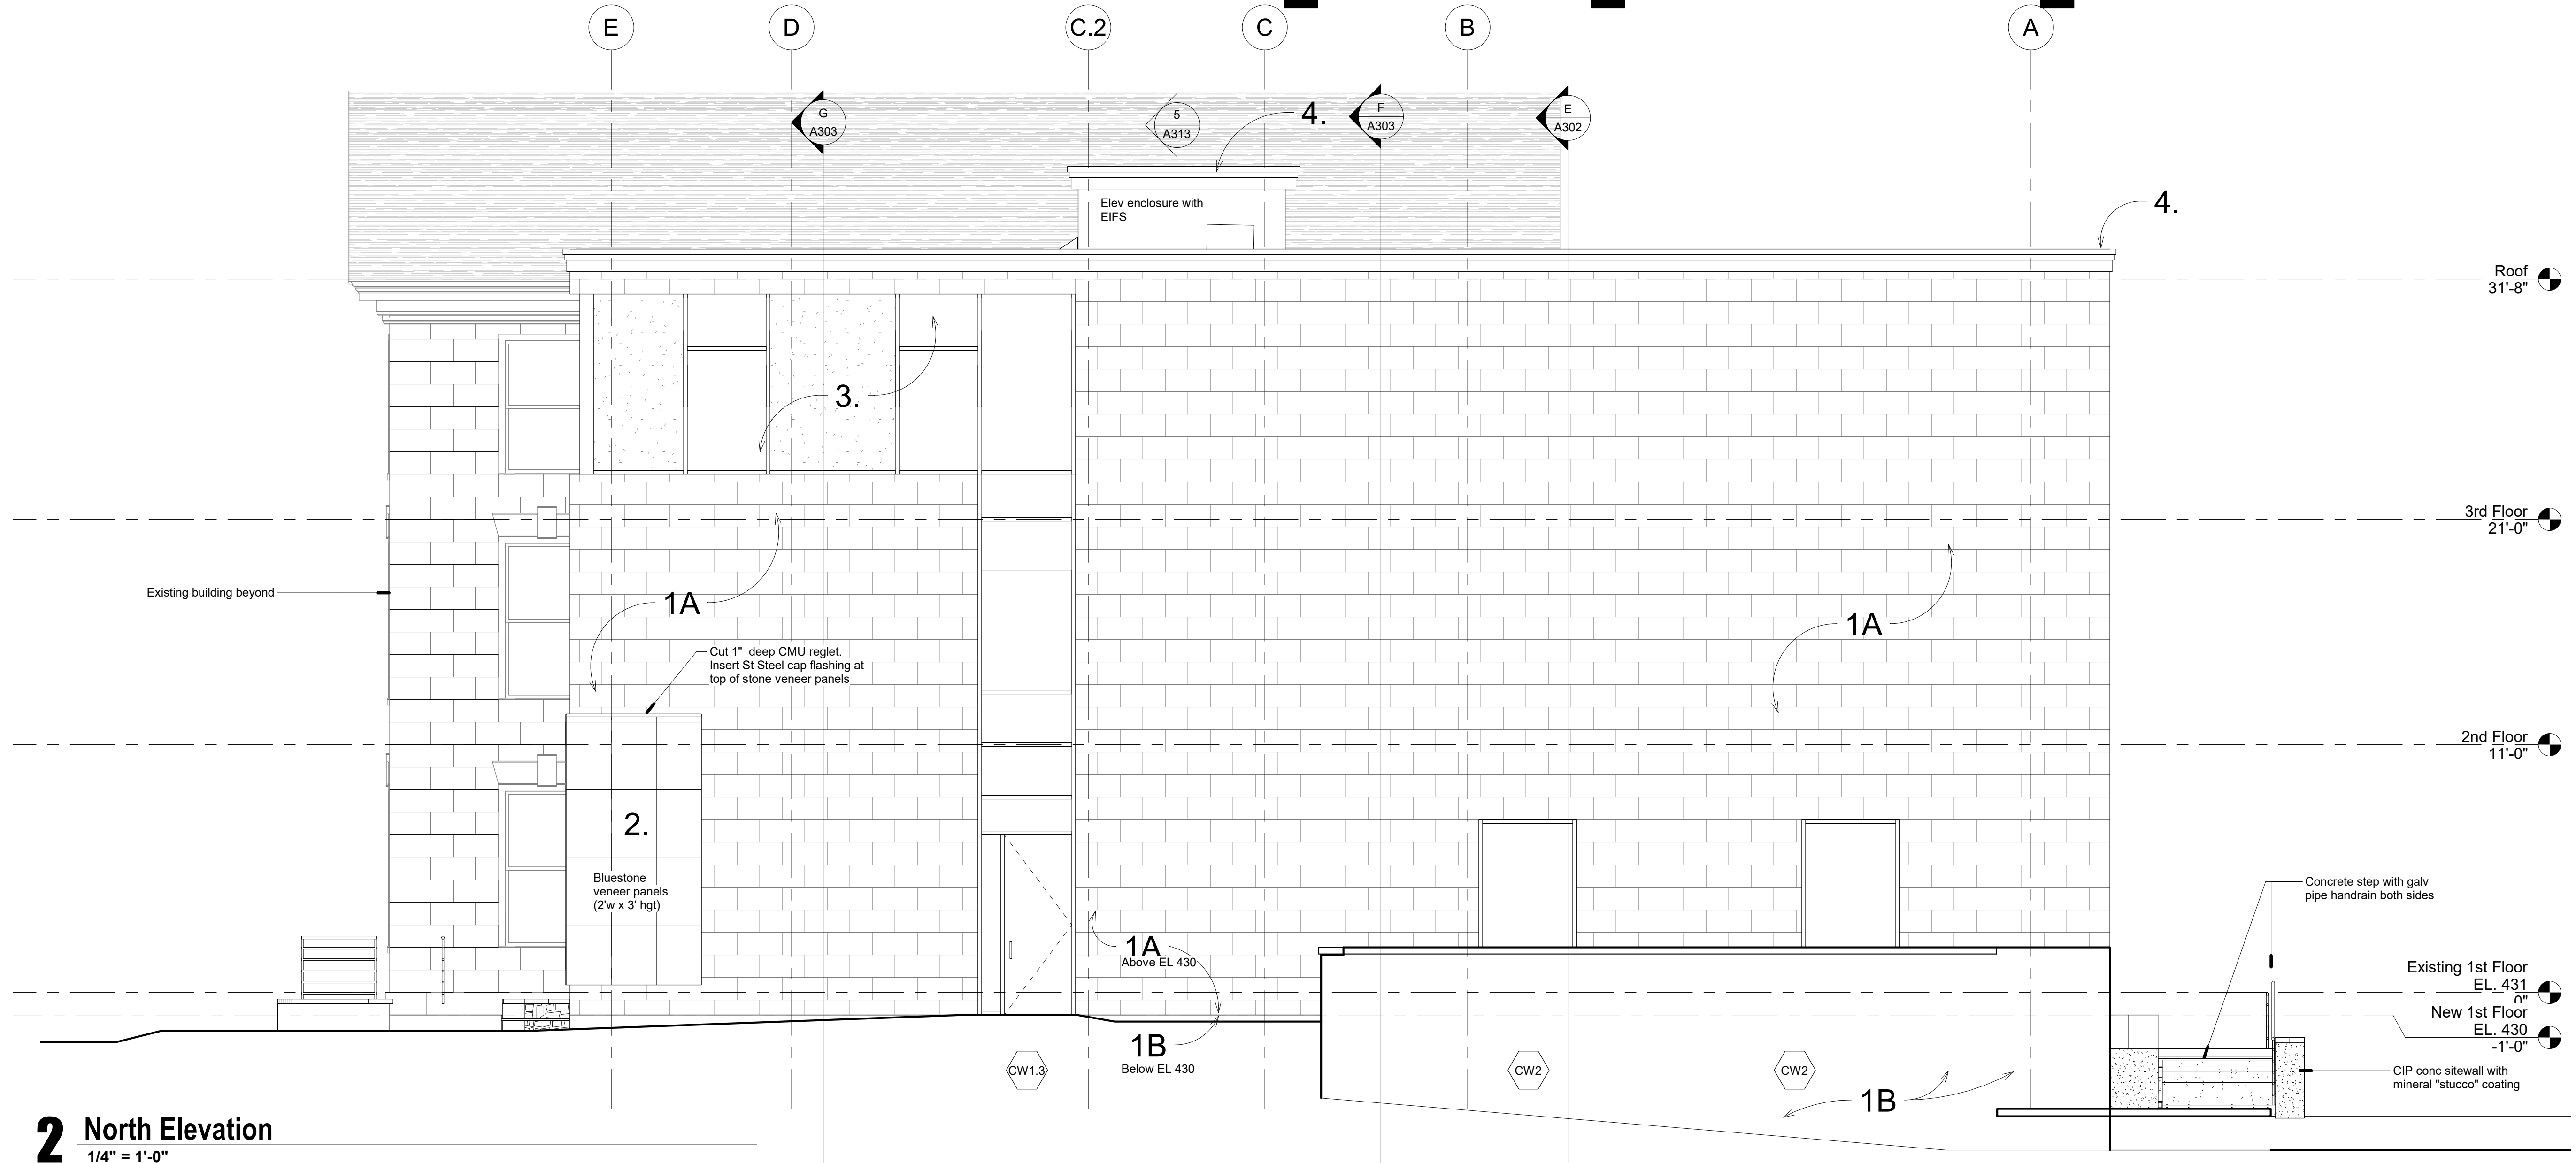 E
D
C.2
C
B
A
G
A303
5
A313
4.
F
A303
E
A302
Elev enclosure with
EIFS
4.
Roof
31'-8"
3.
3rd Floor
21'-0"
Existing building beyond
1A
1A
Cut 1" deep CMU reglet.
Insert St Steel cap flashing at
top of stone veneer panels
2nd Floor
11'-0"
2.
Bluestone
veneer panels
(2'w x 3' hgt)
Concrete step with galv
pipe handrain both sides
1A
Above EL 430
Existing 1st Floor
EL. 431
0"
New 1st Floor
EL. 430
-1'-0"
1B
Below EL 430
CW1.3
CW2
CW2
CIP conc sitewall with
mineral "stucco" coating
1B
2 North Elevation
1/4" = 1'-0"